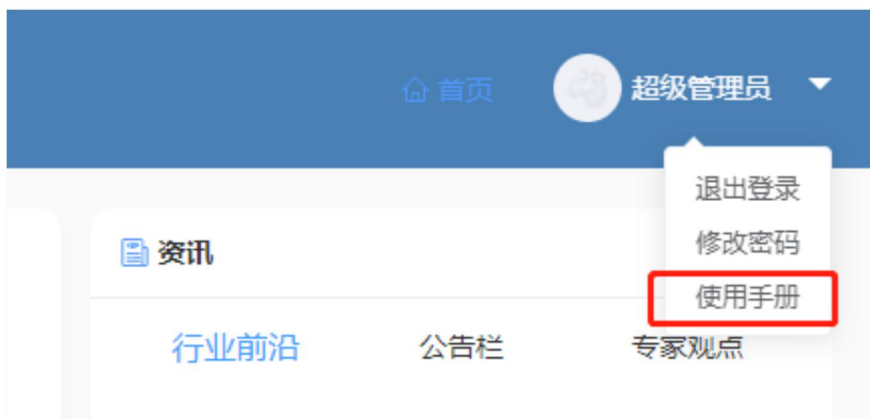 首页 超级管理员
退出登录
修改密码
使用手册
资讯
行业前沿 公告栏 专家观点